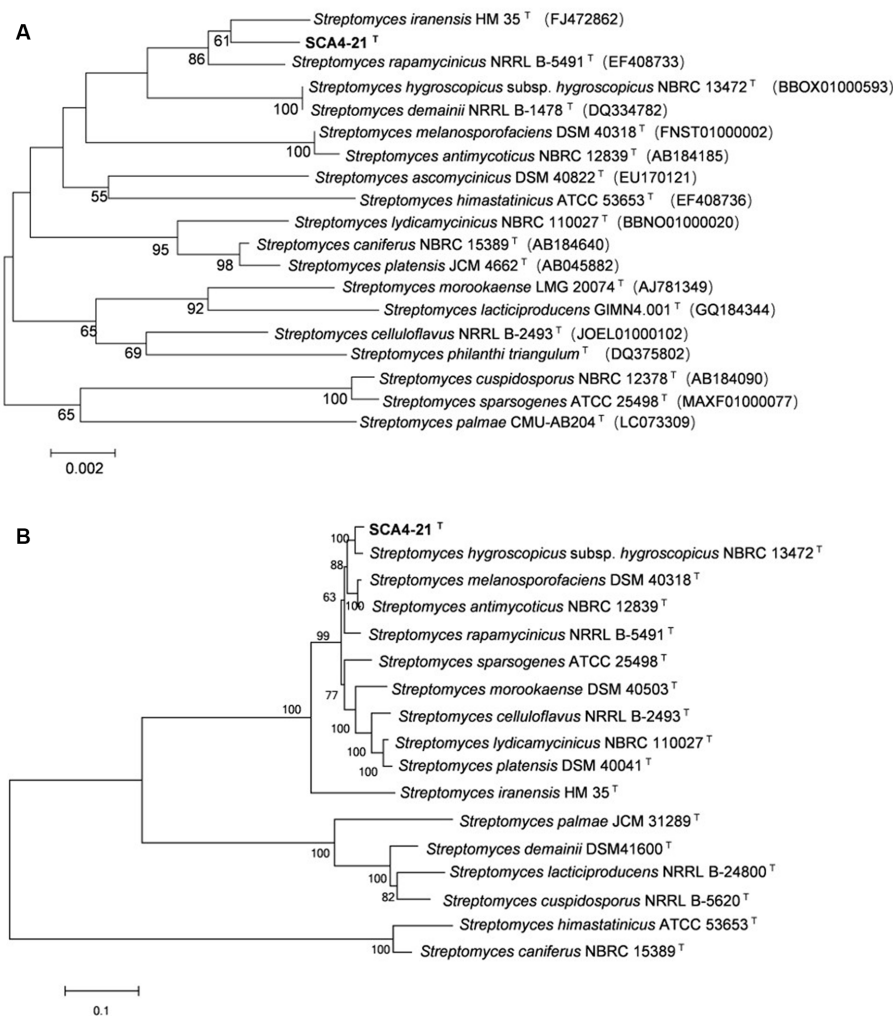 A
Streptomyces iranensis HM 35 T (FJ472862)
61
SCA4-21 T
86
Streptomyces rapamycinicus NRRL B-5491 T (EF408733)
Streptomyces hygroscopicus subsp. hygroscopicus NBRC 13472 T (BBOX01000593)
100
Streptomyces demainii NRRL B-1478 T (DQ334782)
Streptomyces melanosporofaciens DSM 40318 T (FNST01000002)
100
Streptomyces antimycoticus NBRC 12839 T (AB184185)
Streptomyces ascomycinicus DSM 40822 T (EU170121)
55
Streptomyces himastatinicus ATCC 53653 T (EF408736)
Streptomyces lydicamycinicus NBRC 110027 T (BBNO01000020)
95
Streptomyces caniferus NBRC 15389 T (AB184640)
98
Streptomyces platensis JCM 4662 T (AB045882)
Streptomyces morookaense LMG 20074 T (AJ781349)
92
Streptomyces lacticiproducens GIMN4.001 T (GQ184344)
65
Streptomyces celluloflavus NRRL B-2493 T (JOEL01000102)
69
Streptomyces philanthi triangulum T (DQ375802)
Streptomyces cuspidosporus NBRC 12378 T (AB184090)
100
Streptomyces sparsogenes ATCC 25498 T (MAXF01000077)
65
Streptomyces palmae CMU-AB204 T (LC073309)
0.002
B
SCA4-21 T
100
Streptomyces hygroscopicus subsp. hygroscopicus NBRC 13472 T
88
Streptomyces melanosporofaciens DSM 40318 T
63
100
Streptomyces antimycoticus NBRC 12839 T
99
Streptomyces rapamycinicus NRRL B-5491 T
Streptomyces sparsogenes ATCC 25498 T
77
Streptomyces morookaense DSM 40503 T
100
Streptomyces celluloflavus NRRL B-2493 T
100
100
Streptomyces lydicamycinicus NBRC 110027 T
100
Streptomyces platensis DSM 40041 T
Streptomyces iranensis HM 35 T
Streptomyces palmae JCM 31289 T
100
Streptomyces demainii DSM41600 T
100
Streptomyces lacticiproducens NRRL B-24800 T
82
Streptomyces cuspidosporus NRRL B-5620 T
Streptomyces himastatinicus ATCC 53653 T
100
Streptomyces caniferus NBRC 15389 T
0.1